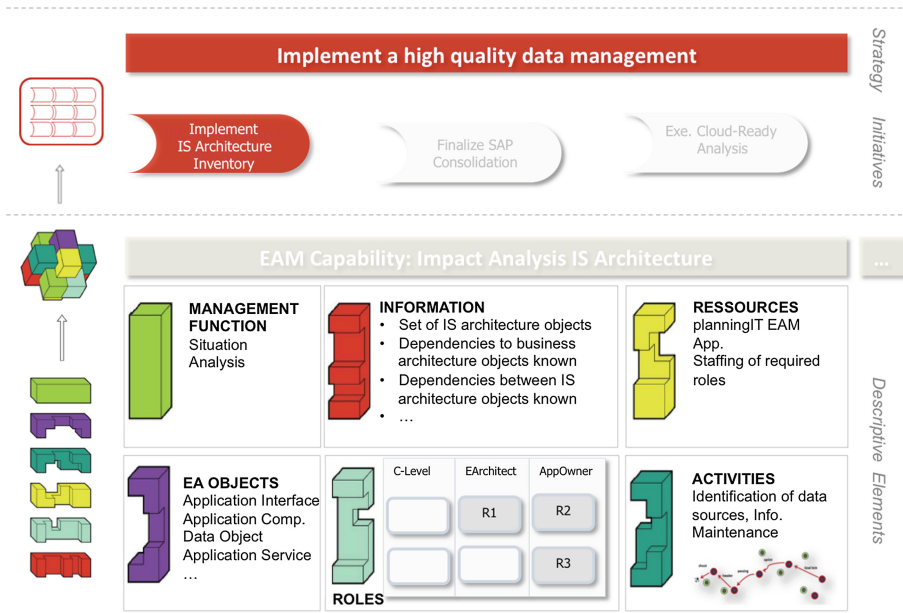 Implement a high quality data management
Strategy
Implement
IS Architecture
Inventory
Finalize SAP
Consolidation
Exe. Cloud-Ready
Analysis
Initiatives
EAM Capability: Impact Analysis IS Architecture
...
MANAGEMENT
FUNCTION
Situation
Analysis
INFORMATION
• Set of IS architecture objects
• Dependencies to business
architecture objects known
• Dependencies between IS
architecture objects known
• …
RESSOURCES
planningIT EAM
App.
Staffing of required
roles
Descriptive Elements
EA OBJECTS
Application Interface
Application Comp.
Data Object
Application Service
…
C-Level EArchitect AppOwner
R1 R2
R3
ROLES
ACTIVITIES
Identification of data
sources, Info.
Maintenance